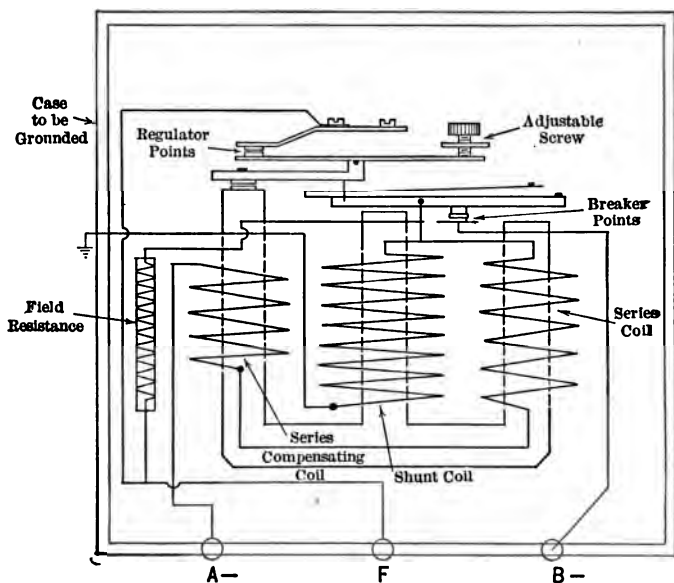 Case
to be
Grounded
Regulator
Points
Adjustable
Screw
Breaker
Points
Field
Resistance
Series
Coil
Series
Compensating
Coil
Shunt Coil
A–
F
B–